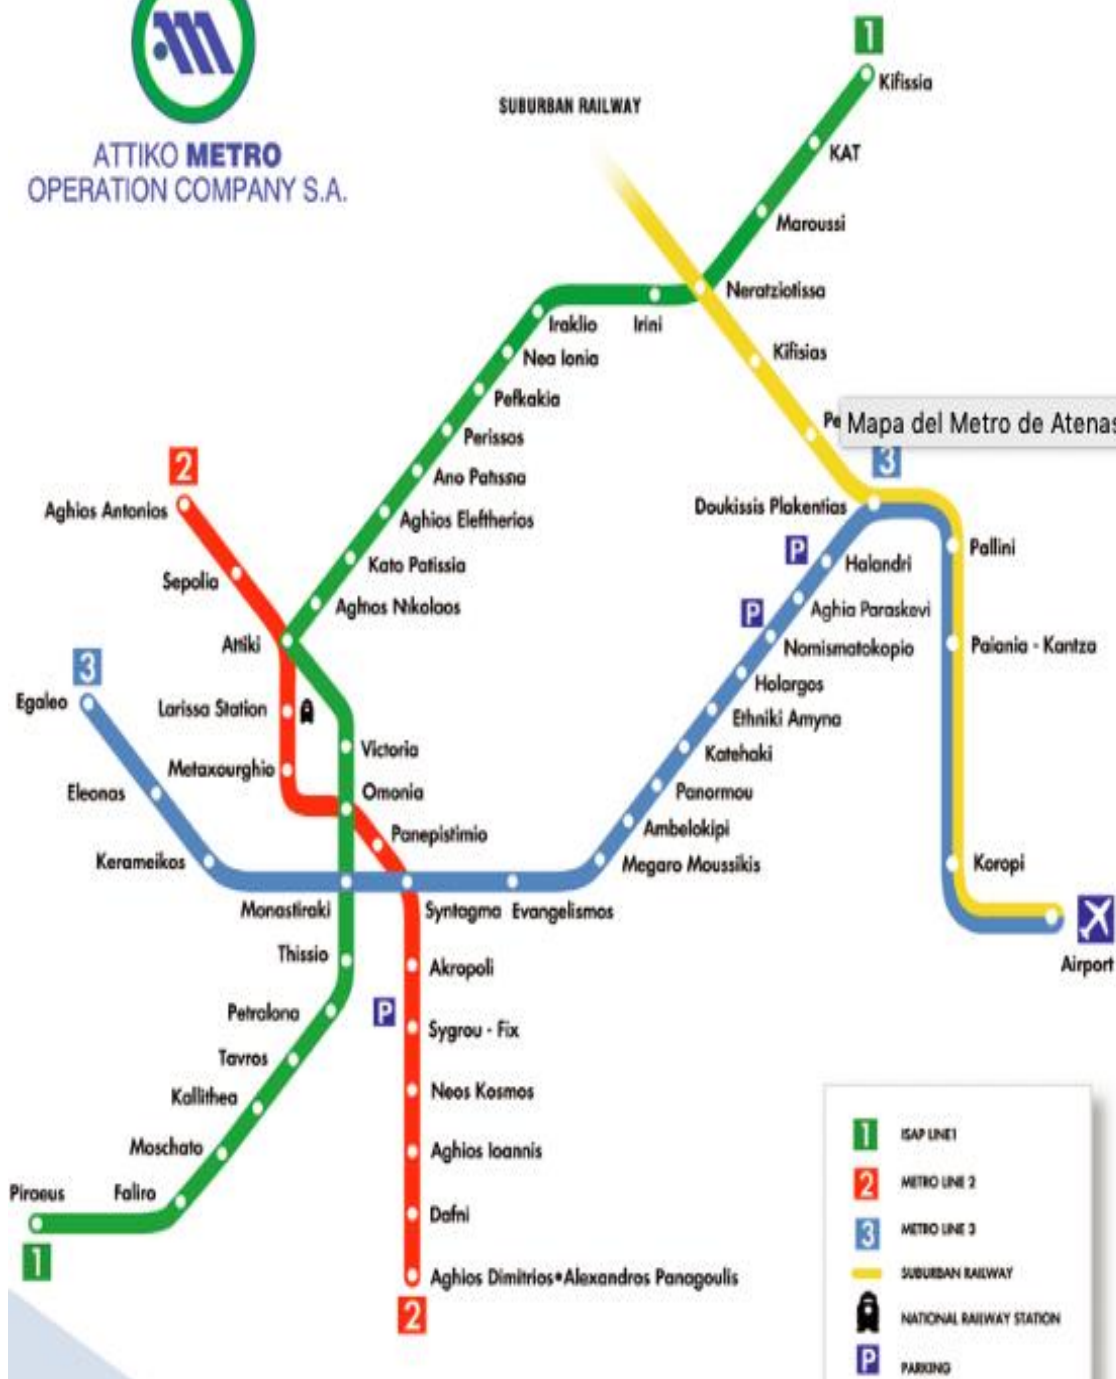 ATTIKO METRO
OPERATION COMPANY S.A.
SUBURBAN RAILWAY
1
Kifissia
KAT
Maroussi
Neratziotissa
Iraklio
Irini
Nea Ionia
Kifisias
Pefkakia
Pe
Mapa del Metro de Atenas
Perissos
2
3
Ano Patissia
Aghios Antonios
Doukissis Plakentias
Aghios Eleftherios
P
Pallini
Kato Patissia
Halandri
Sepolia
Aghios Nikolaos
P
Aghia Paraskevi
Attiki
Nomismatokopio
Paiania - Kantza
3
Holargos
Egaleo
Larissa Station
Ethniki Amyna
Victoria
Katehaki
Metaxourghio
Omonia
Panormou
Eleonas
Panepistimio
Ambelokipi
Kerameikos
Megaro Moussikis
Koropi
Monastiraki
Syntagma
Evangelismos
Thissio
Akropoli
Airport
Petralona
P
Sygrou - Fix
Tavros
Kallithea
Neos Kosmos
Moschato
Aghios Ioannis
Piraeus
Faliro
Dafni
1
Aghios Dimitrios•Alexandros Panagoulis
2
1 ISAP LINE1
2 METRO LINE 2
3 METRO LINE 3
SUBURBAN RAILWAY
NATIONAL RAILWAY STATION
P PARKING